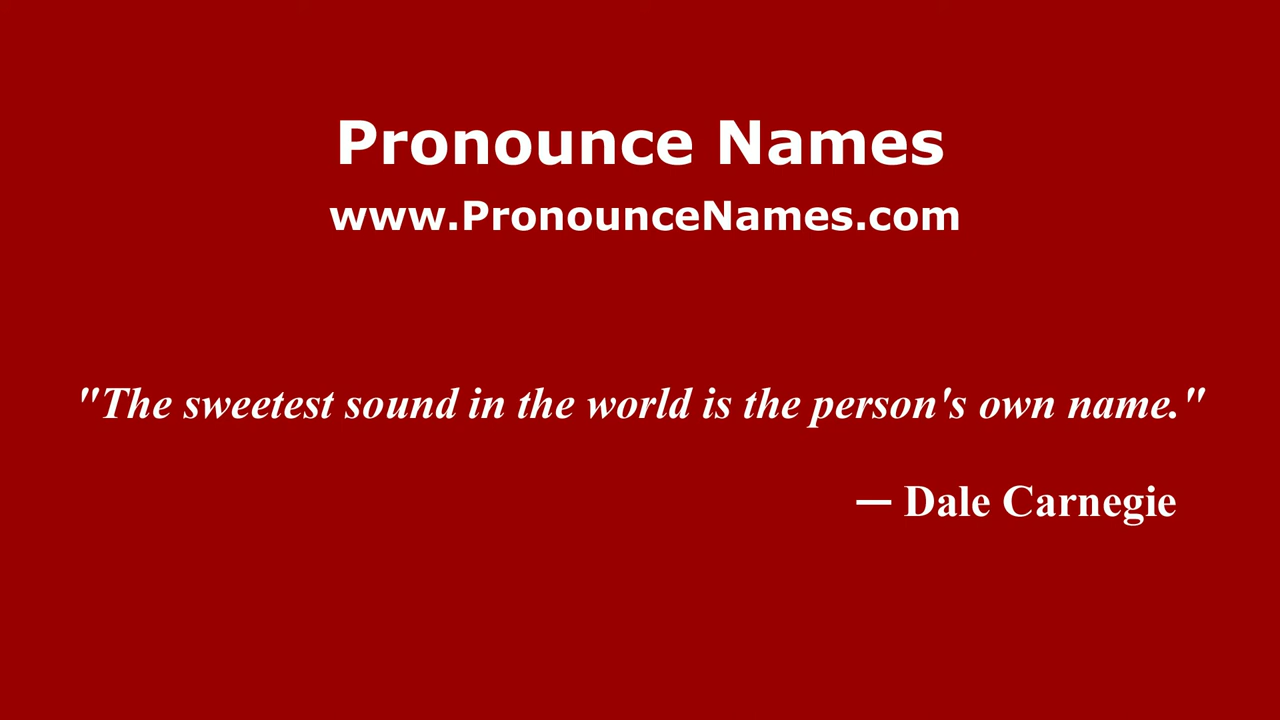 Pronounce Names
www.PronounceNames.com
"The sweetest sound in the world is the person's own name."
— Dale Carnegie